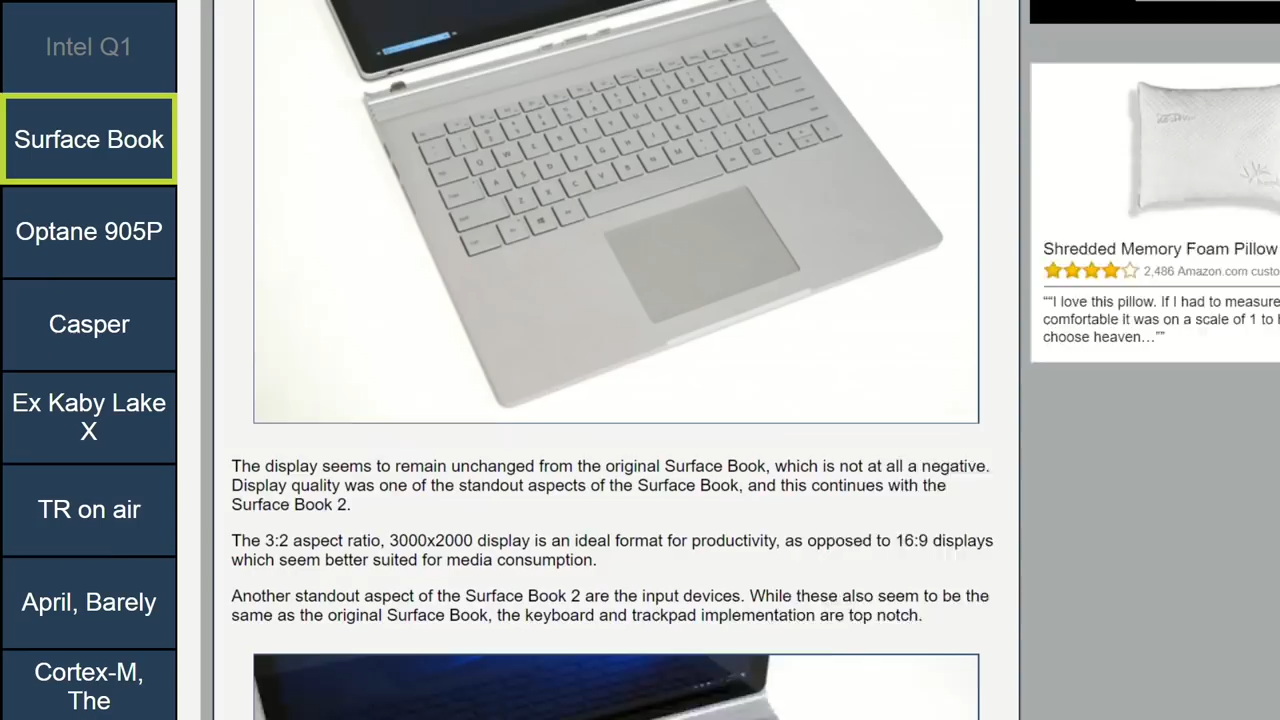 Intel Q1
Surface Book
Optane 905P
Casper
Ex Kaby Lake
X
TR on air
April, Barely
Cortex-M,
The
The display seems to remain unchanged from the original Surface Book, which is not at all a negative.
Display quality was one of the standout aspects of the Surface Book, and this continues with the
Surface Book 2.
The 3:2 aspect ratio, 3000x2000 display is an ideal format for productivity, as opposed to 16:9 displays
which seem better suited for media consumption.
Another standout aspect of the Surface Book 2 are the input devices. While these also seem to be the
same as the original Surface Book, the keyboard and trackpad implementation are top notch.
Shredded Memory Foam Pillow
2,486 Amazon.com custo
““I love this pillow. If I had to measure
comfortable it was on a scale of 1 to
choose heaven…””